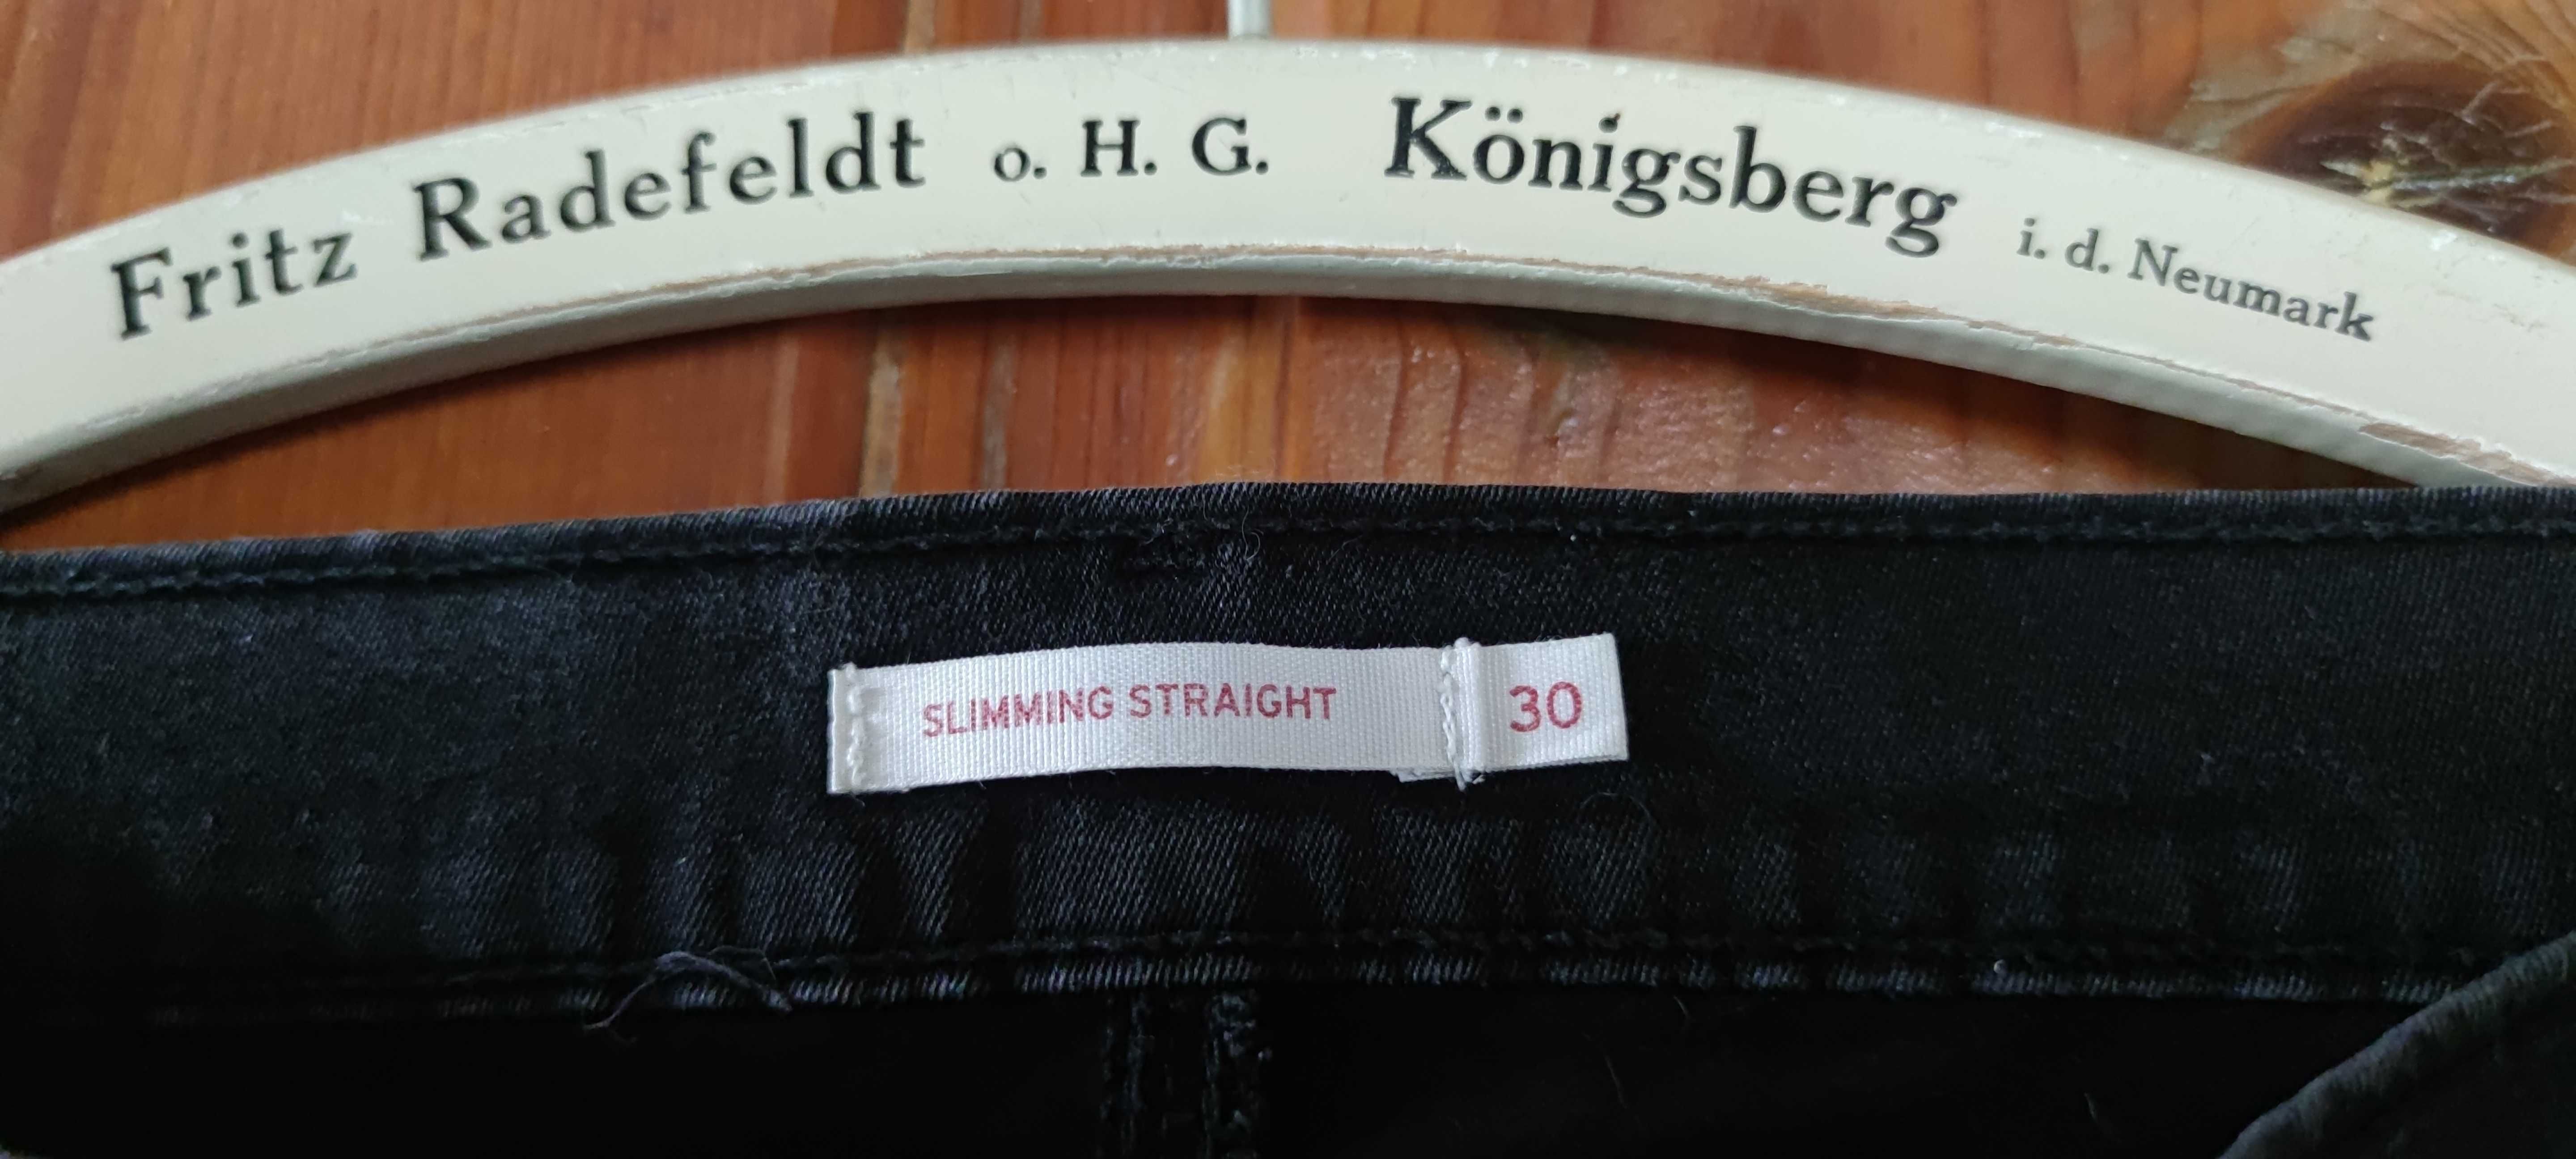 Fritz Radefeldt o. H. G. Königsberg i. d. Neumark
SLIMMING STRAIGHT 30